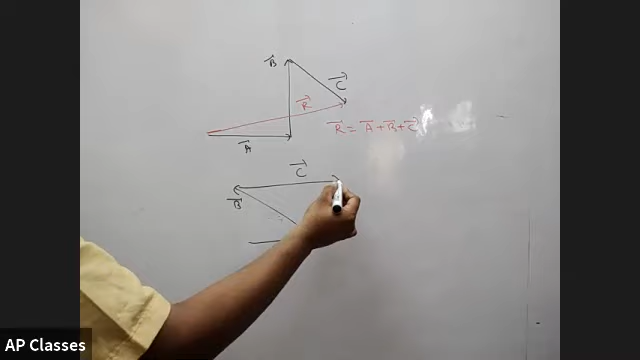 B⃗
C⃗
R⃗
R⃗ = A⃗ + B⃗ + C⃗
A⃗
C⃗
B⃗
AP Classes